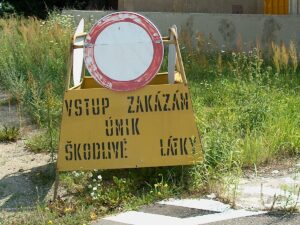 VSTUP ZAKÁZÁN
ÚNIK
ŠKODLIVÉ LÁTKY